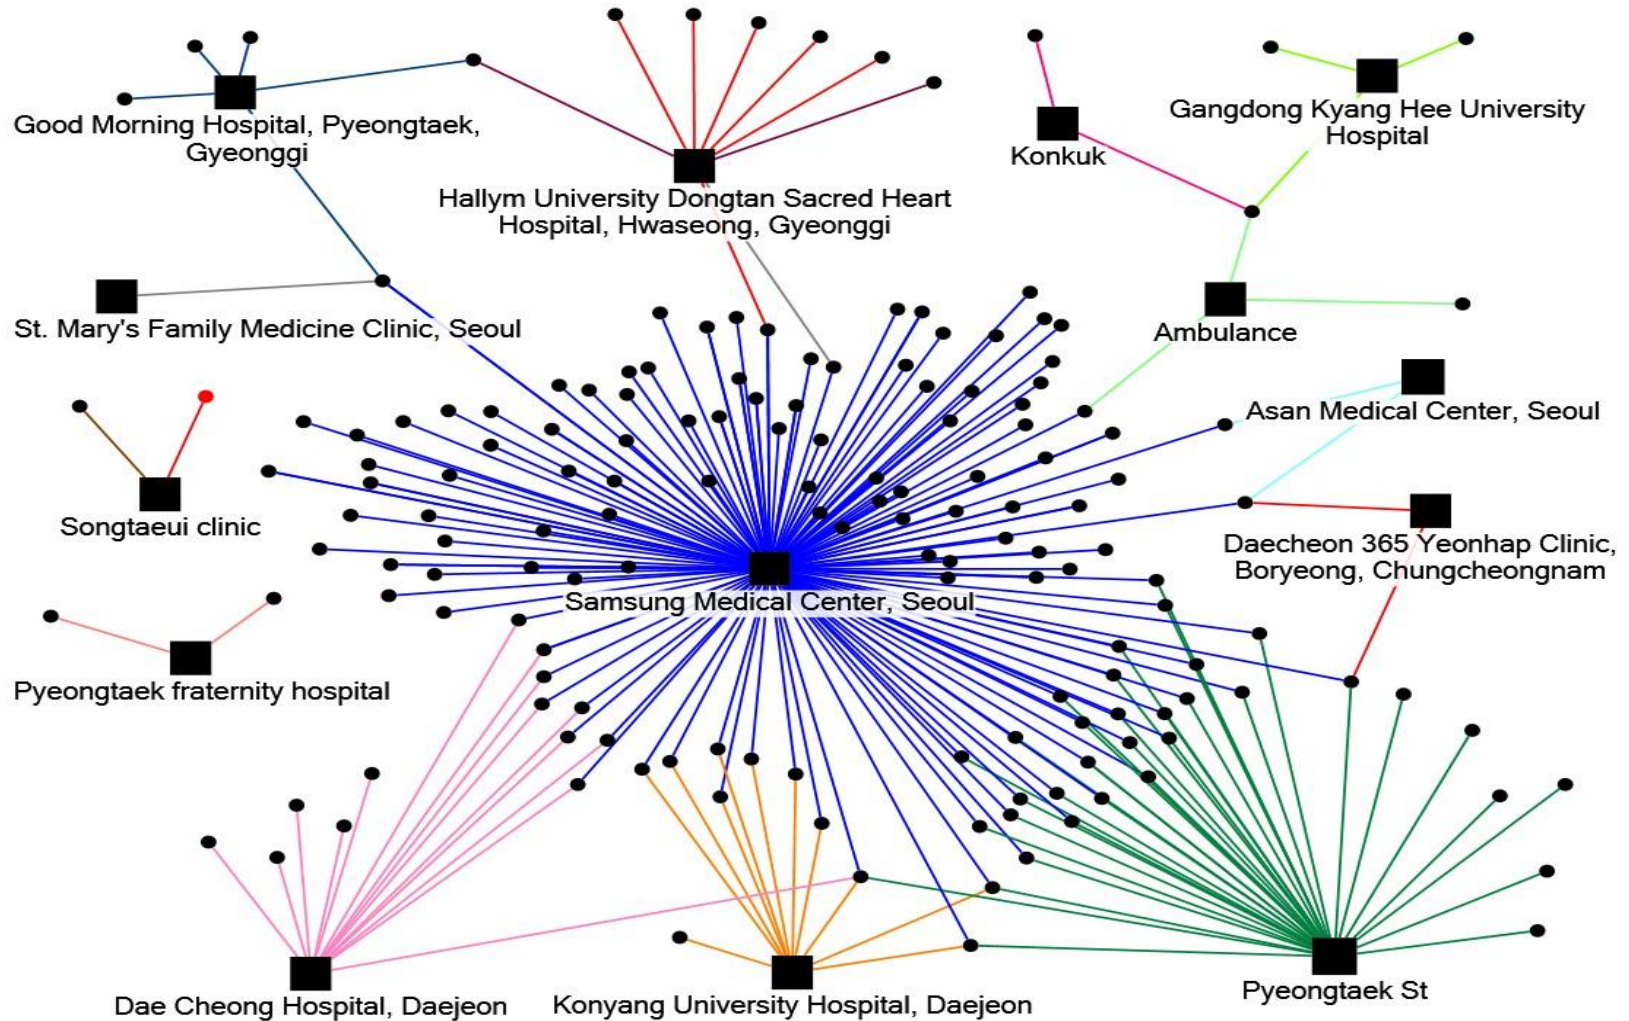 Good Morning Hospital, Pyeongtaek,
Gyeonggi
Hallym University Dongtan Sacred Heart
Hospital, Hwaseong, Gyeonggi
Konkuk
Gangdong Kyang Hee University
Hospital
St. Mary's Family Medicine Clinic, Seoul
Ambulance
Asan Medical Center, Seoul
Songtaeui clinic
Daecheon 365 Yeonhap Clinic,
Boryeong, Chungcheongnam
Samsung Medical Center, Seoul
Pyeongtaek fraternity hospital
Dae Cheong Hospital, Daejeon
Konyang University Hospital, Daejeon
Pyeongtaek St